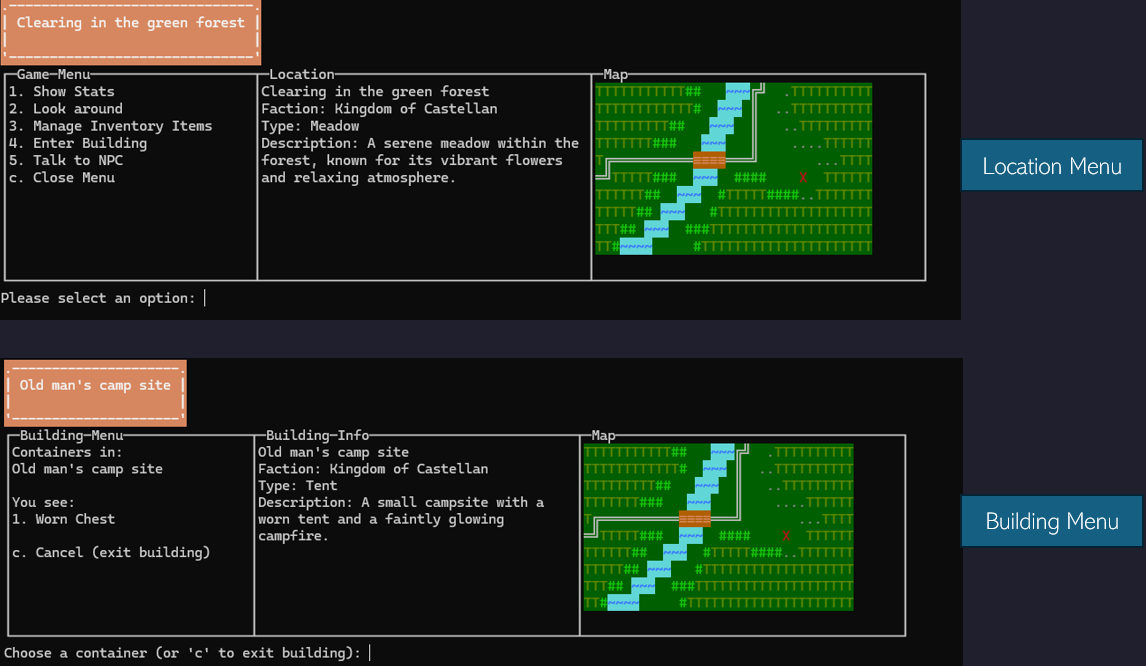 Clearing in the green forest
Game Menu
1. Show Stats
2. Look around
3. Manage Inventory Items
4. Enter Building
5. Talk to NPC
c. Close Menu
Location
Clearing in the green forest
Faction: Kingdom of Castellan
Type: Meadow
Description: A serene meadow within the
forest, known for its vibrant flowers
and relaxing atmosphere.
Map
X
Please select an option:
Location Menu
Old man's camp site
Building Menu
Containers in:
Old man's camp site
You see:
1. Worn Chest
c. Cancel (exit building)
Building Info
Old man's camp site
Faction: Kingdom of Castellan
Type: Tent
Description: A small campsite with a
worn tent and a faintly glowing
campfire.
Map
X
Choose a container (or 'c' to exit building):
Building Menu